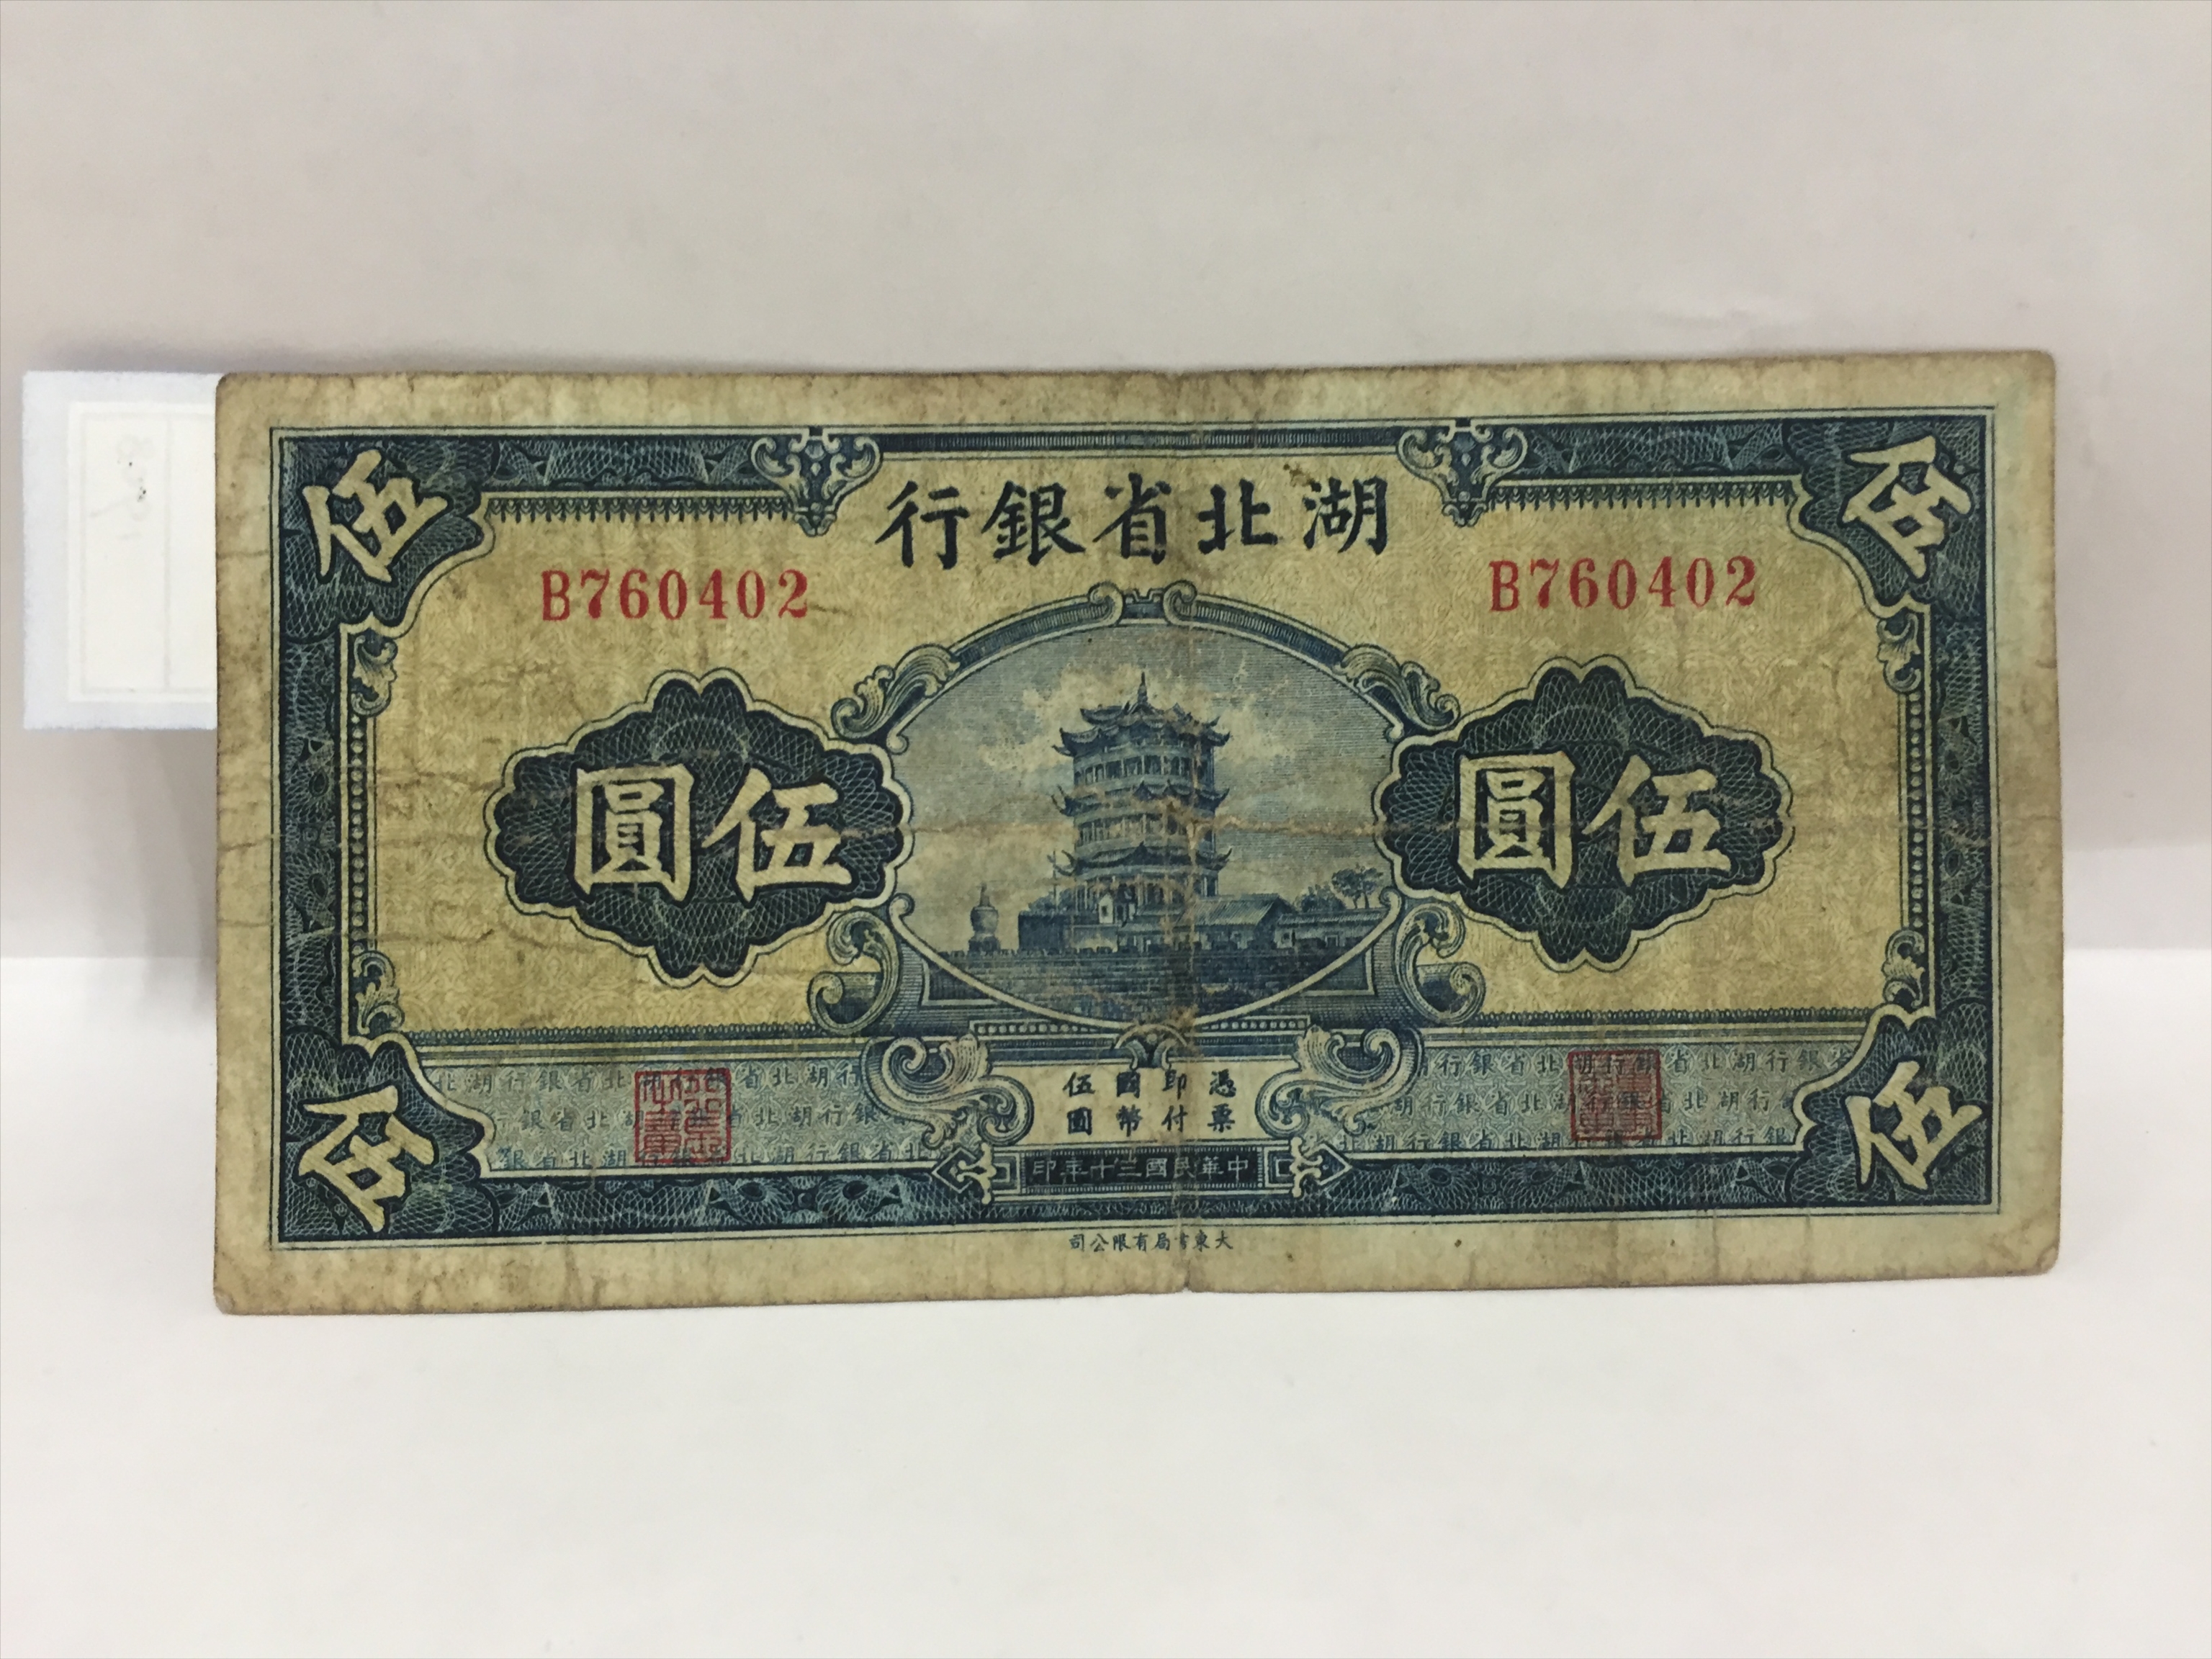 湖北省銀行
伍
伍
B760402
B760402
伍圓
伍圓
憑票
即付
國幣
伍圓
伍
伍
中華民國三十年印
大東書局有限公司